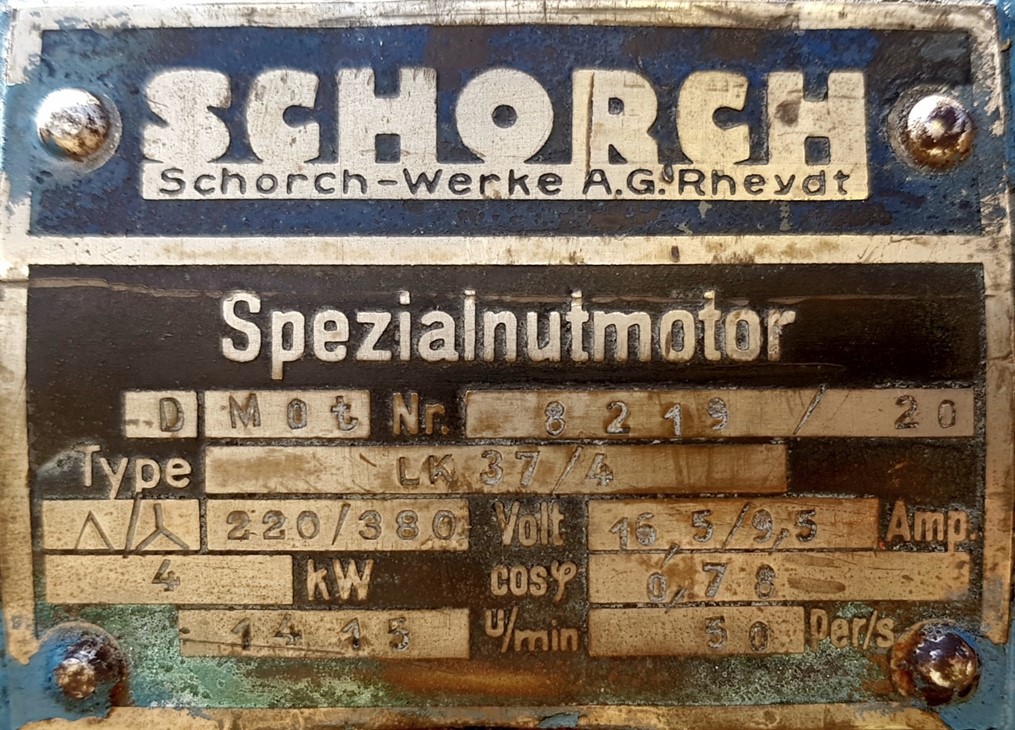 SCHORCH
Schorch-Werke A.G. Rheydt
Spezialnutmotor
D Mot Nr. 8219/20
Type LK 37/4
220/380 Volt 16,5/9,5 Amp.
4 kW cosφ 0,78
1415 u/min 50 Per/s